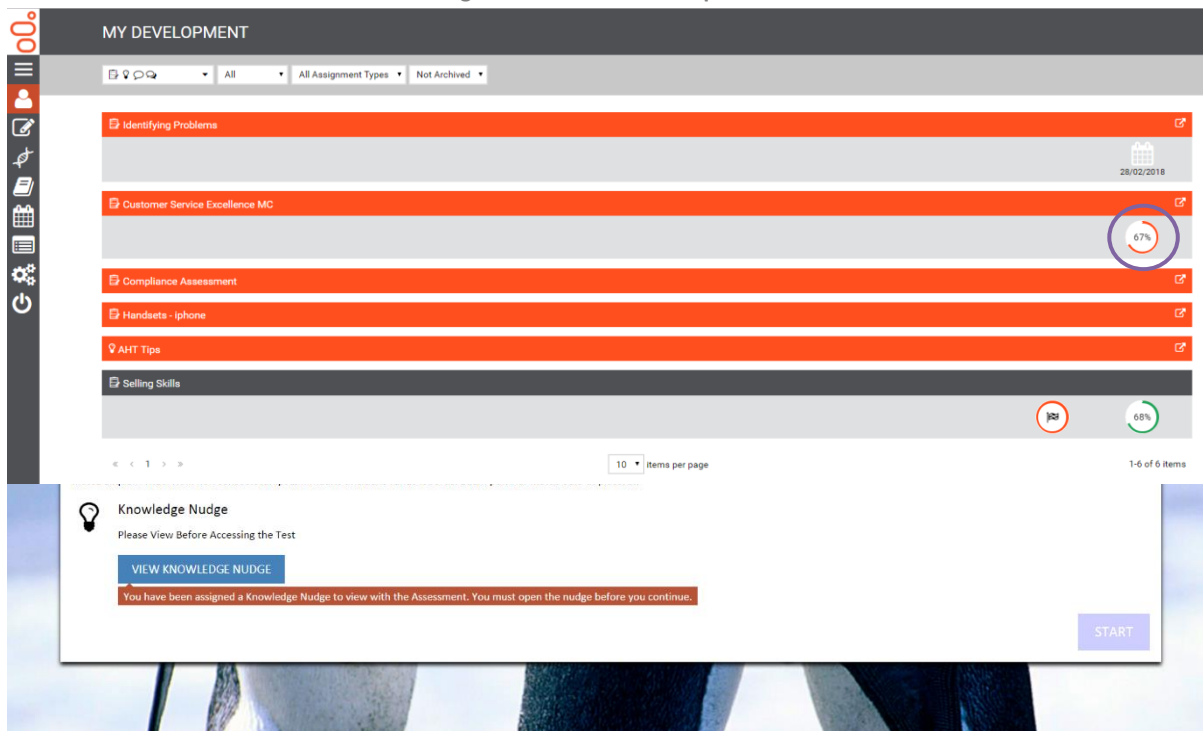 MY DEVELOPMENT
All All Assignment Types Not Archived
Identifying Problems
28/02/2018
Customer Service Excellence MC
67%
Compliance Assessment
Handsets - iphone
AHT Tips
Selling Skills
68%
« ‹ 1 › » 10 items per page 1-6 of 6 items
Knowledge Nudge
Please View Before Accessing the Test
VIEW KNOWLEDGE NUDGE
You have been assigned a Knowledge Nudge to view with the Assessment. You must open the nudge before you continue.
START